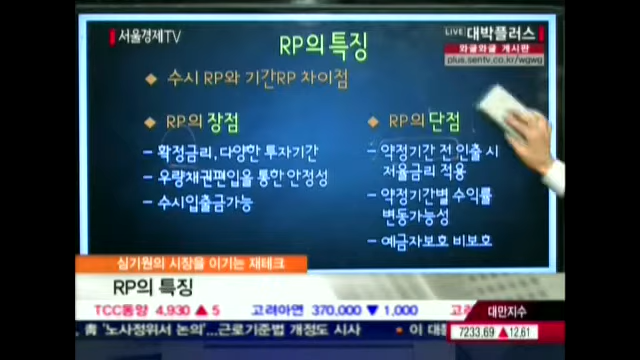 서울경제TV
LIVE 대박플러스
와글와글 게시판
plus.sentv.co.kr/wgwg
RP의 특징
◆ 수시 RP와 기간RP 차이점
◆ RP의 장점
– 확정금리, 다양한 투자기간
– 우량채권편입을 통한 안정성
– 수시입출금가능
◆ RP의 단점
– 약정기간 전 인출 시
저율금리 적용
– 약정기간별 수익률
변동가능성
– 예금자보호 비보호
심기원의 시장을 이기는 재테크
RP의 특징
TCC동양 4,930 ▲ 5 고려아연 370,000 ▼ 1,000 고려
대만지수
7233.69 ▲12.61
. 靑 '노사정위서 논의'...근로기준법 개정도 시사 • 이 대통